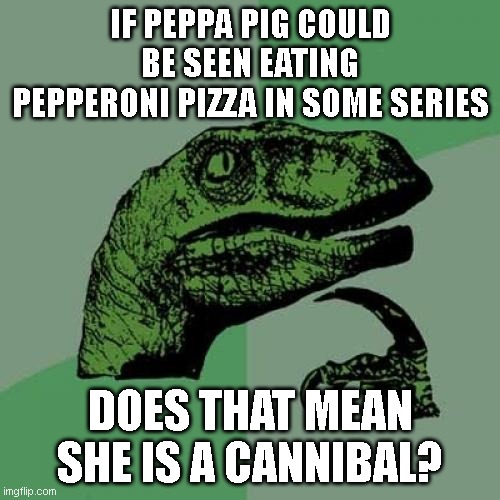 IF PEPPA PIG COULD
BE SEEN EATING
PEPPERONI PIZZA IN SOME SERIES
DOES THAT MEAN
SHE IS A CANNIBAL?
imgflip.com